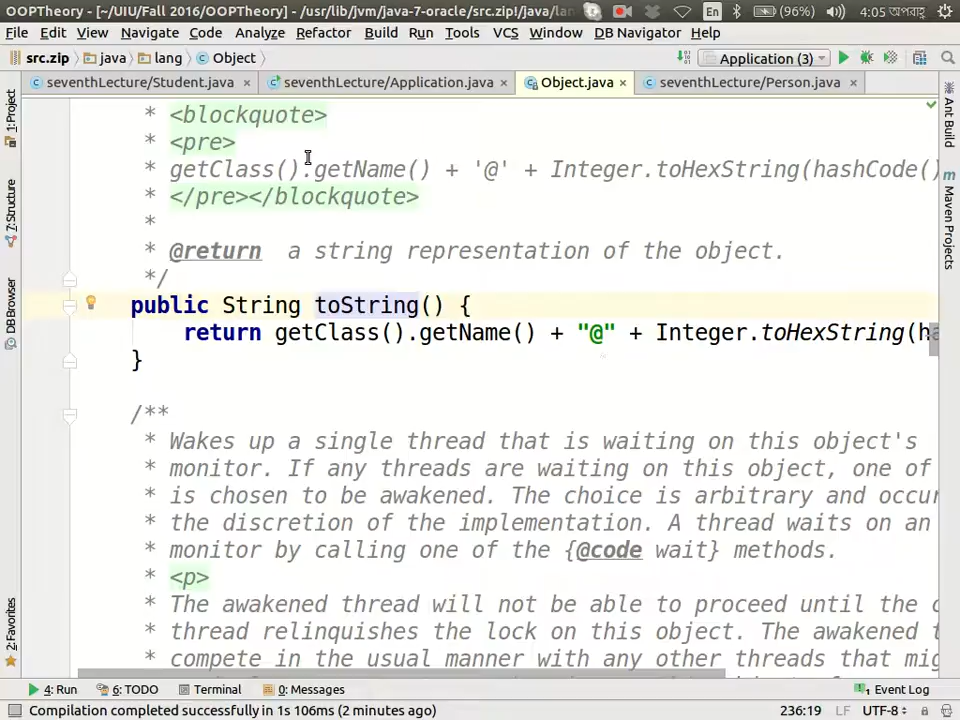 OOPTheory - [~/UIU/Fall 2016/OOPTheory] - /usr/lib/jvm/java-7-oracle/src.zip!/java/lan
En (96%) 4:05 অপরাহ্ণ
File Edit View Navigate Code Analyze Refactor Build Run Tools VCS Window DB Navigator Help
src.zip java lang Object Application (3)
seventhLecture/Student.java seventhLecture/Application.java Object.java seventhLecture/Person.java
1: Project
7: Structure
DB Browser
2: Favorites
Ant Build
Maven Projects
* <blockquote>
* <pre>
* getClass().getName() + '@' + Integer.toHexString(hashCode()
* </pre></blockquote>
*
* @return a string representation of the object.
*/
public String toString() {
return getClass().getName() + "@" + Integer.toHexString(ha
}
/**
* Wakes up a single thread that is waiting on this object's
* monitor. If any threads are waiting on this object, one of
* is chosen to be awakened. The choice is arbitrary and occur
* the discretion of the implementation. A thread waits on an
* monitor by calling one of the {@code wait} methods.
* <p>
* The awakened thread will not be able to proceed until the c
* thread relinquishes the lock on this object. The awakened t
* compete in the usual manner with any other threads that mig
4: Run 6: TODO Terminal 0: Messages Event Log
Compilation completed successfully in 1s 106ms (2 minutes ago) 236:19 LF UTF-8